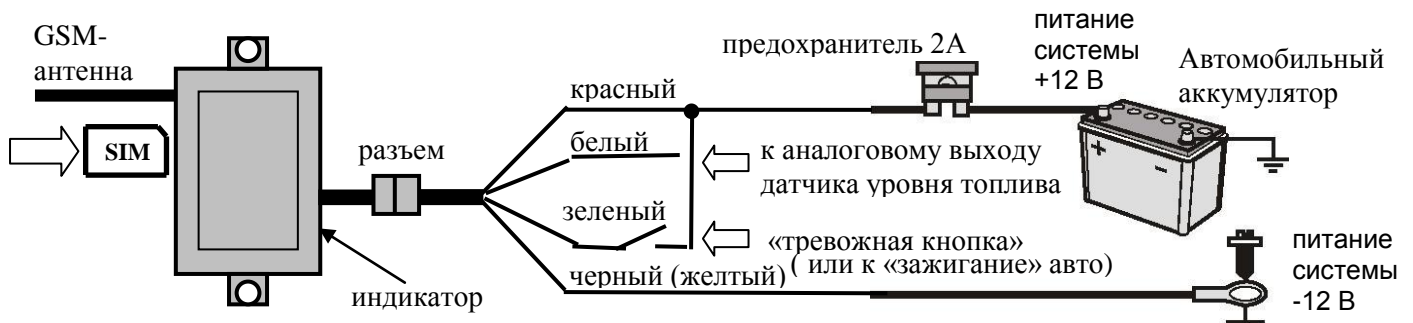 GSM-
антенна
SIM
разъем
индикатор
красный
белый
зеленый
черный (желтый)
предохранитель 2А
к аналоговому выходу
датчика уровня топлива
«тревожная кнопка»
( или к «зажигание» авто)
питание
системы
+12 В
Автомобильный
аккумулятор
+
-
питание
системы
-12 В